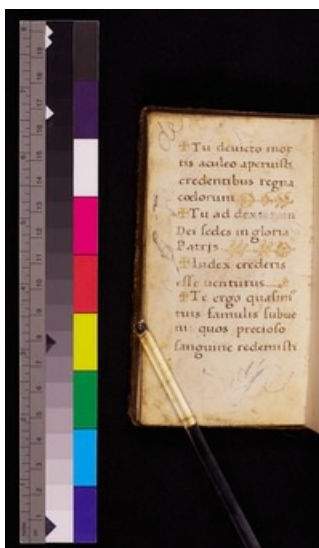 Tu deuicto mor
tis aculeo aperuisti
credentibus regna
cœlorum
Tu ad dexteram
Dei sedes in gloria
Patris
Iudex crederis
esse uenturus
Te ergo quæsum⁹
tuis famulis subue
ni: quos precioso
sanguine redemisti